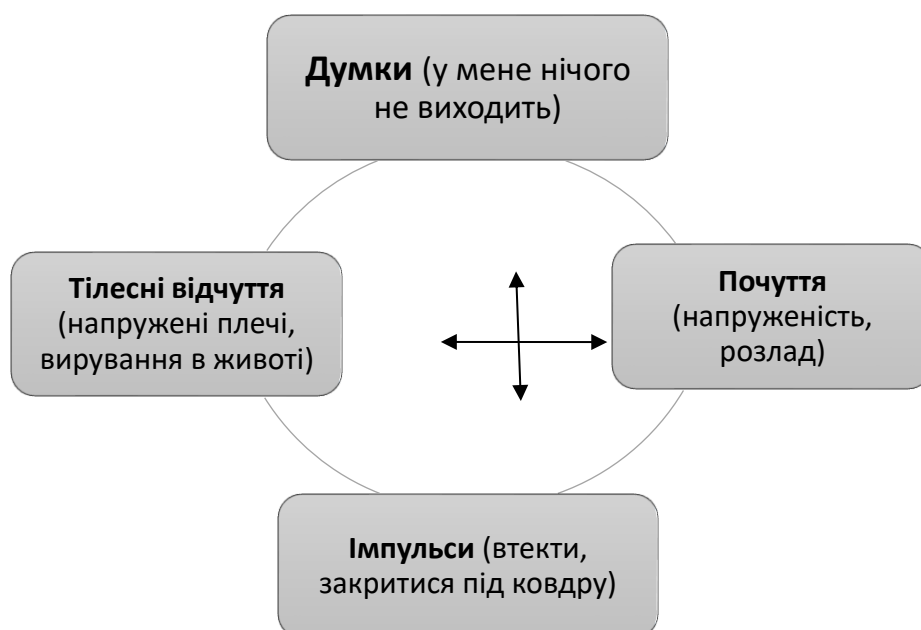 Думки (у мене нічого
не виходить)
Тілесні відчуття
(напружені плечі,
вирування в животі)
Почуття
(напруженість,
розлад)
Імпульси (втекти,
закритися під ковдру)